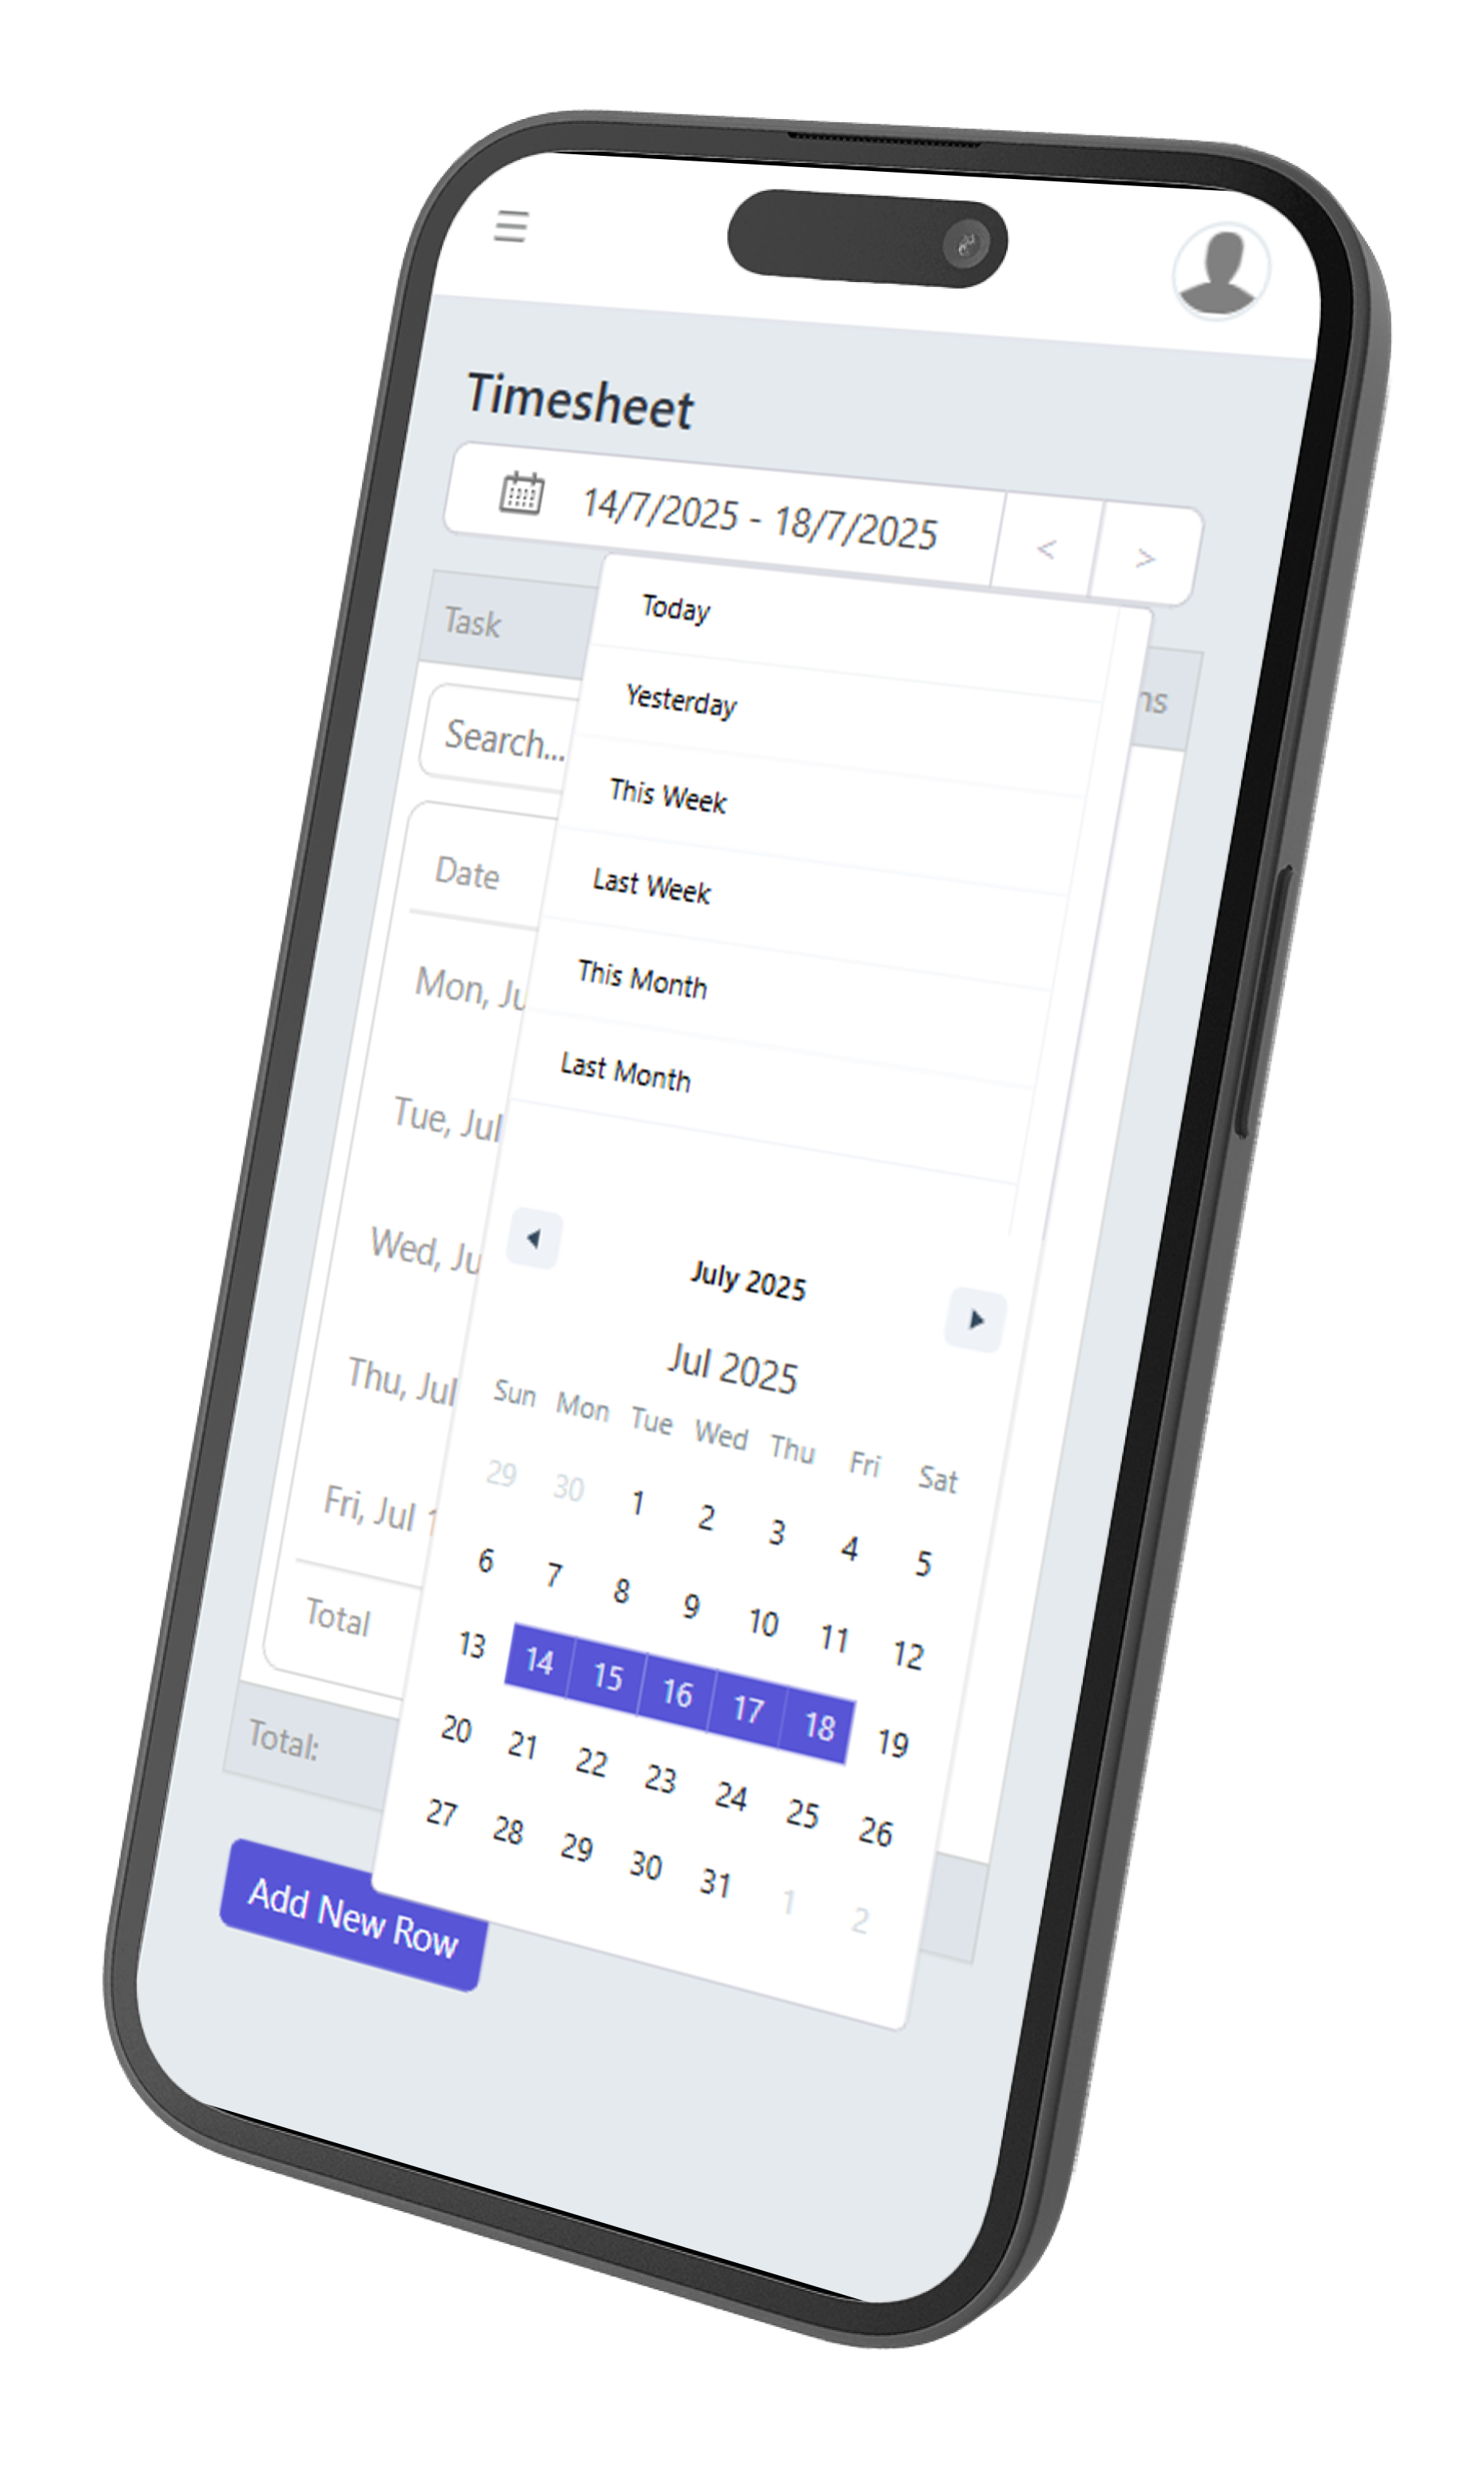 Timesheet
14/7/2025 - 18/7/2025 < >
Task
Search...
Date
Mon,
Tue, Jul
Wed,
Thu, Jul
Fri, Jul
Total
Total:
Add New Row
Today
Yesterday
This Week
Last Week
This Month
Last Month
July 2025
Jul 2025
Sun Mon Tue Wed Thu Fri Sat
29 30 1 2 3 4 5
6 7 8 9 10 11 12
13 14 15 16 17 18 19
20 21 22 23 24 25 26
27 28 29 30 31 1 2